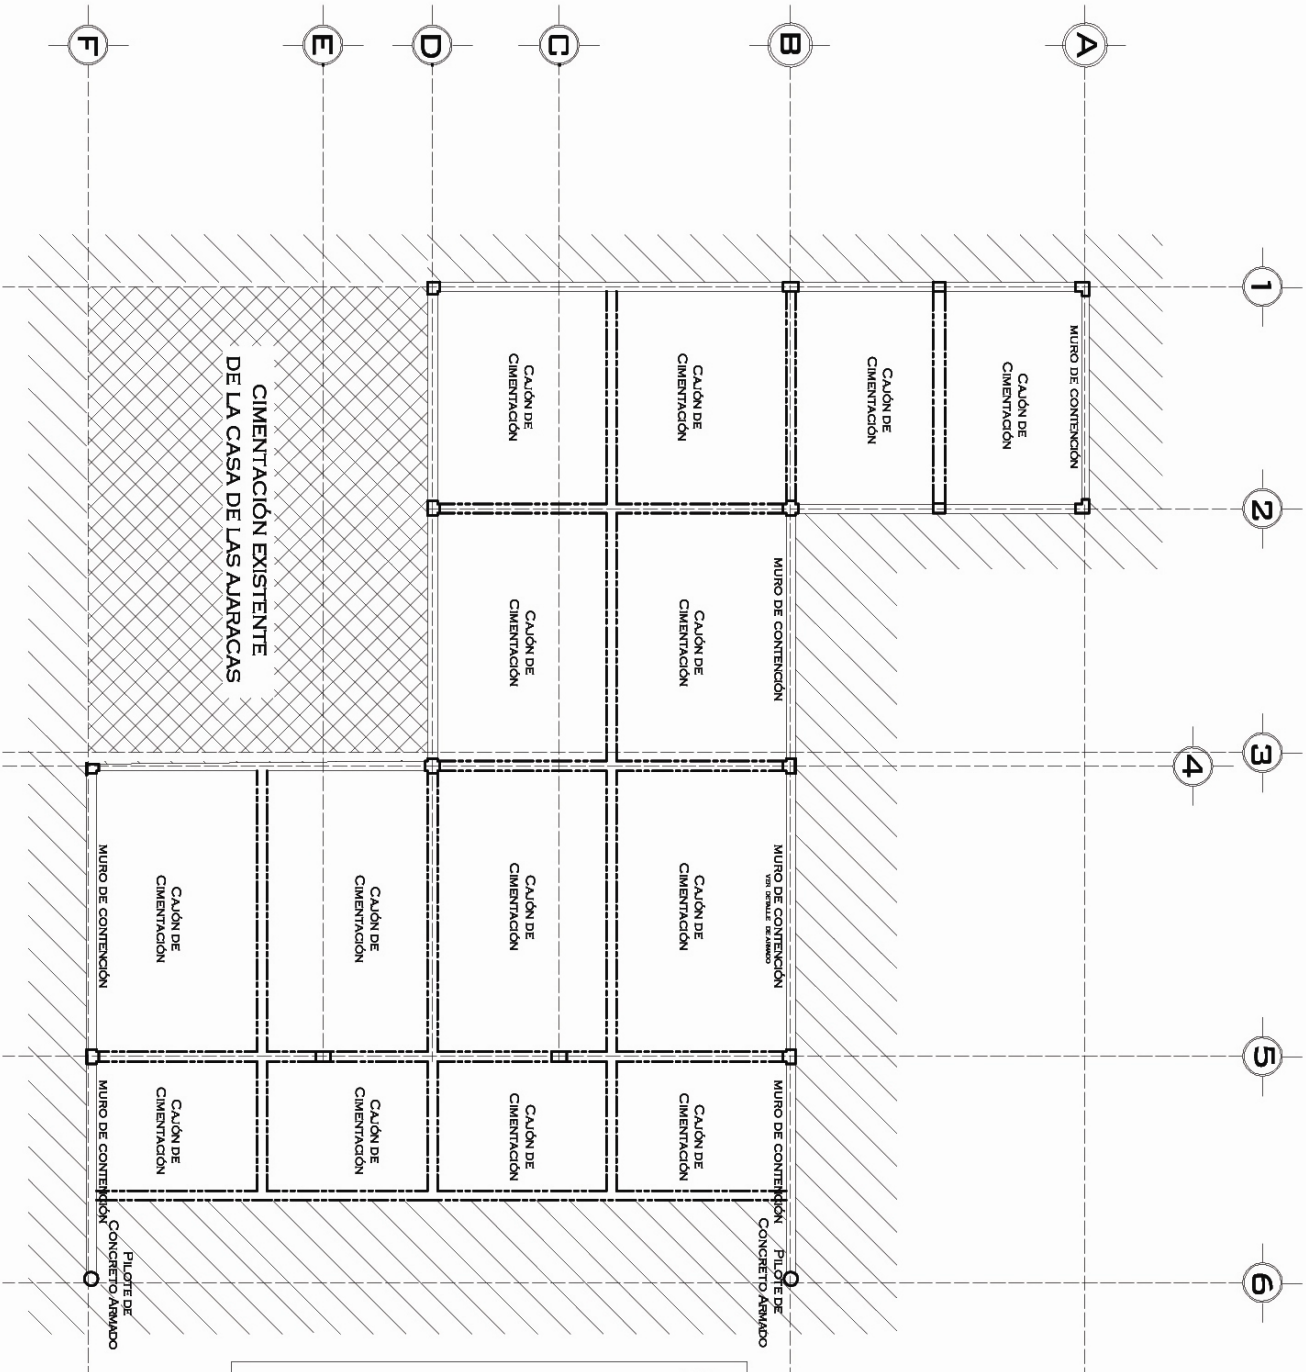 A
B
C
D
E
F
1
2
3
4
5
6
MURO DE CONTENCIÓN
CAJÓN DE
CIMENTACIÓN
CAJÓN DE
CIMENTACIÓN
CAJÓN DE
CIMENTACIÓN
CAJÓN DE
CIMENTACIÓN
CIMENTACIÓN EXISTENTE
DE LA CASA DE LAS AJARACAS
MURO DE CONTENCIÓN
CAJÓN DE
CIMENTACIÓN
CAJÓN DE
CIMENTACIÓN
MURO DE CONTENCIÓN
VER DETALLE DE ARMADO
CAJÓN DE
CIMENTACIÓN
CAJÓN DE
CIMENTACIÓN
CAJÓN DE
CIMENTACIÓN
CAJÓN DE
CIMENTACIÓN
MURO DE CONTENCIÓN
MURO DE CONTENCIÓN
CAJÓN DE
CIMENTACIÓN
CAJÓN DE
CIMENTACIÓN
CAJÓN DE
CIMENTACIÓN
CAJÓN DE
CIMENTACIÓN
MURO DE CONTENCIÓN
PILOTE DE
CONCRETO ARMADO
PILOTE DE
CONCRETO ARMADO